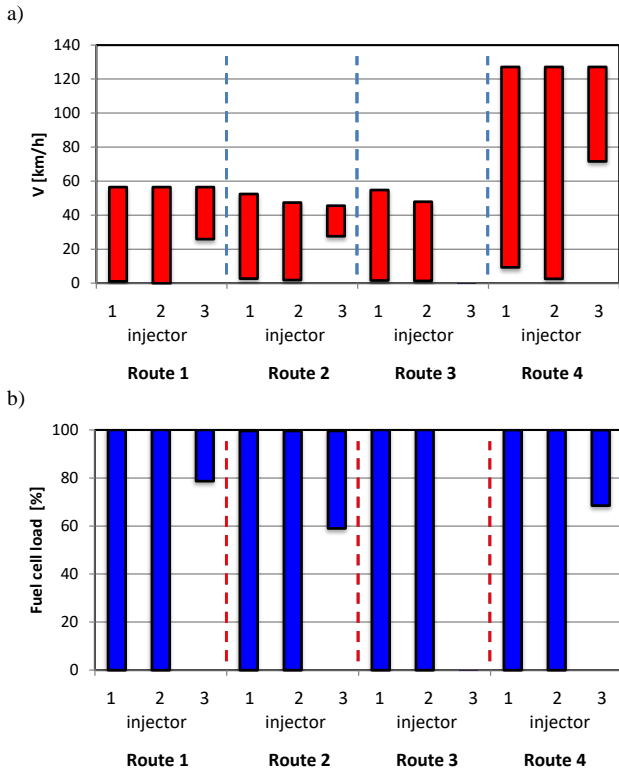 a)
140
120
100
80
60
40
20
0
V [km/h]
1 2 3 1 2 3 1 2 3 1 2 3
injector injector injector injector
Route 1 Route 2 Route 3 Route 4
b)
100
80
60
40
20
0
Fuel cell load [%]
1 2 3 1 2 3 1 2 3 1 2 3
injector injector injector injector
Route 1 Route 2 Route 3 Route 4